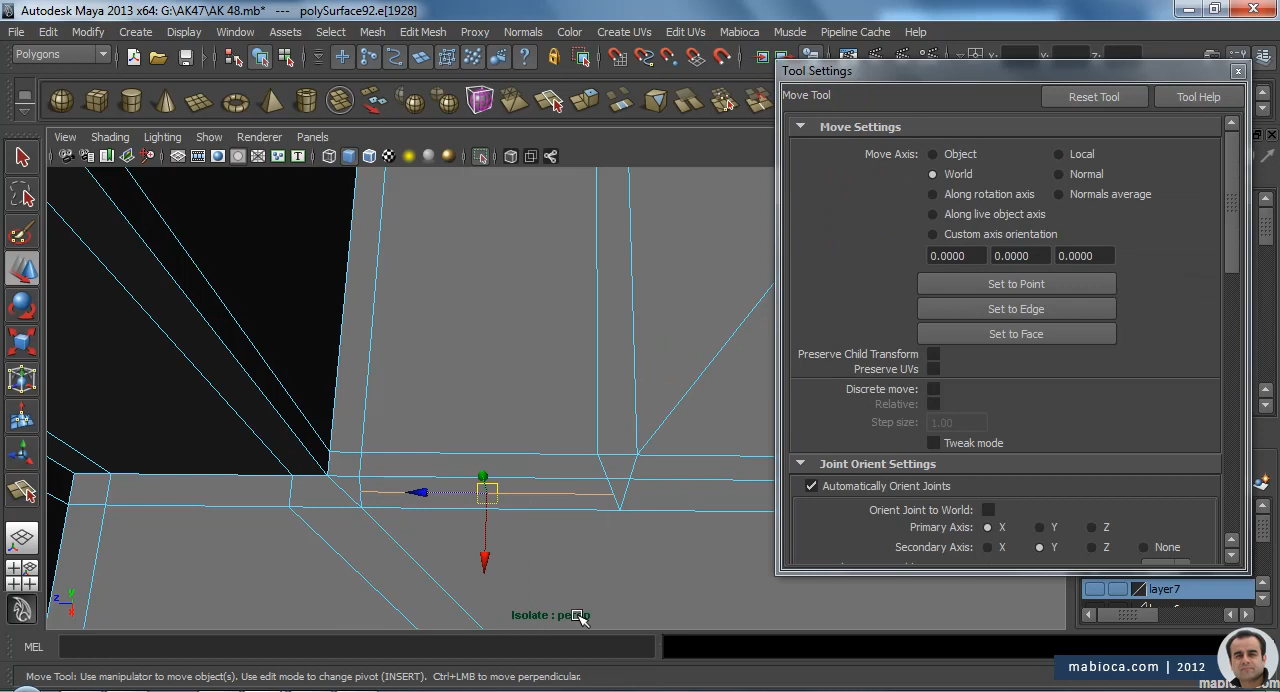 Autodesk Maya 2013 x64: G:\AK47\AK 48.mb* --- polySurface92.e[1928]
File Edit Modify Create Display Window Assets Select Mesh Edit Mesh Proxy Normals Color Create UVs Edit UVs Mabioca Muscle Pipeline Cache Help
Polygons
Tool Settings
Move Tool
Reset Tool
Tool Help
View Shading Lighting Show Renderer Panels
Move Settings
Move Axis: Object Local
World Normal
Along rotation axis Normals average
Along live object axis
Custom axis orientation
0.0000 0.0000 0.0000
Set to Point
Set to Edge
Set to Face
Preserve Child Transform
Preserve UVs
Discrete move:
Relative:
Step size: 1.00
Tweak mode
Joint Orient Settings
Automatically Orient Joints
Orient Joint to World:
Primary Axis: X Y Z
Secondary Axis: X Y Z None
layer7
z y x
Isolate : persp
MEL
mabioca.com | 2012
Move Tool: Use manipulator to move object(s). Use edit mode to change pivot (INSERT). Ctrl+LMB to move perpendicular.